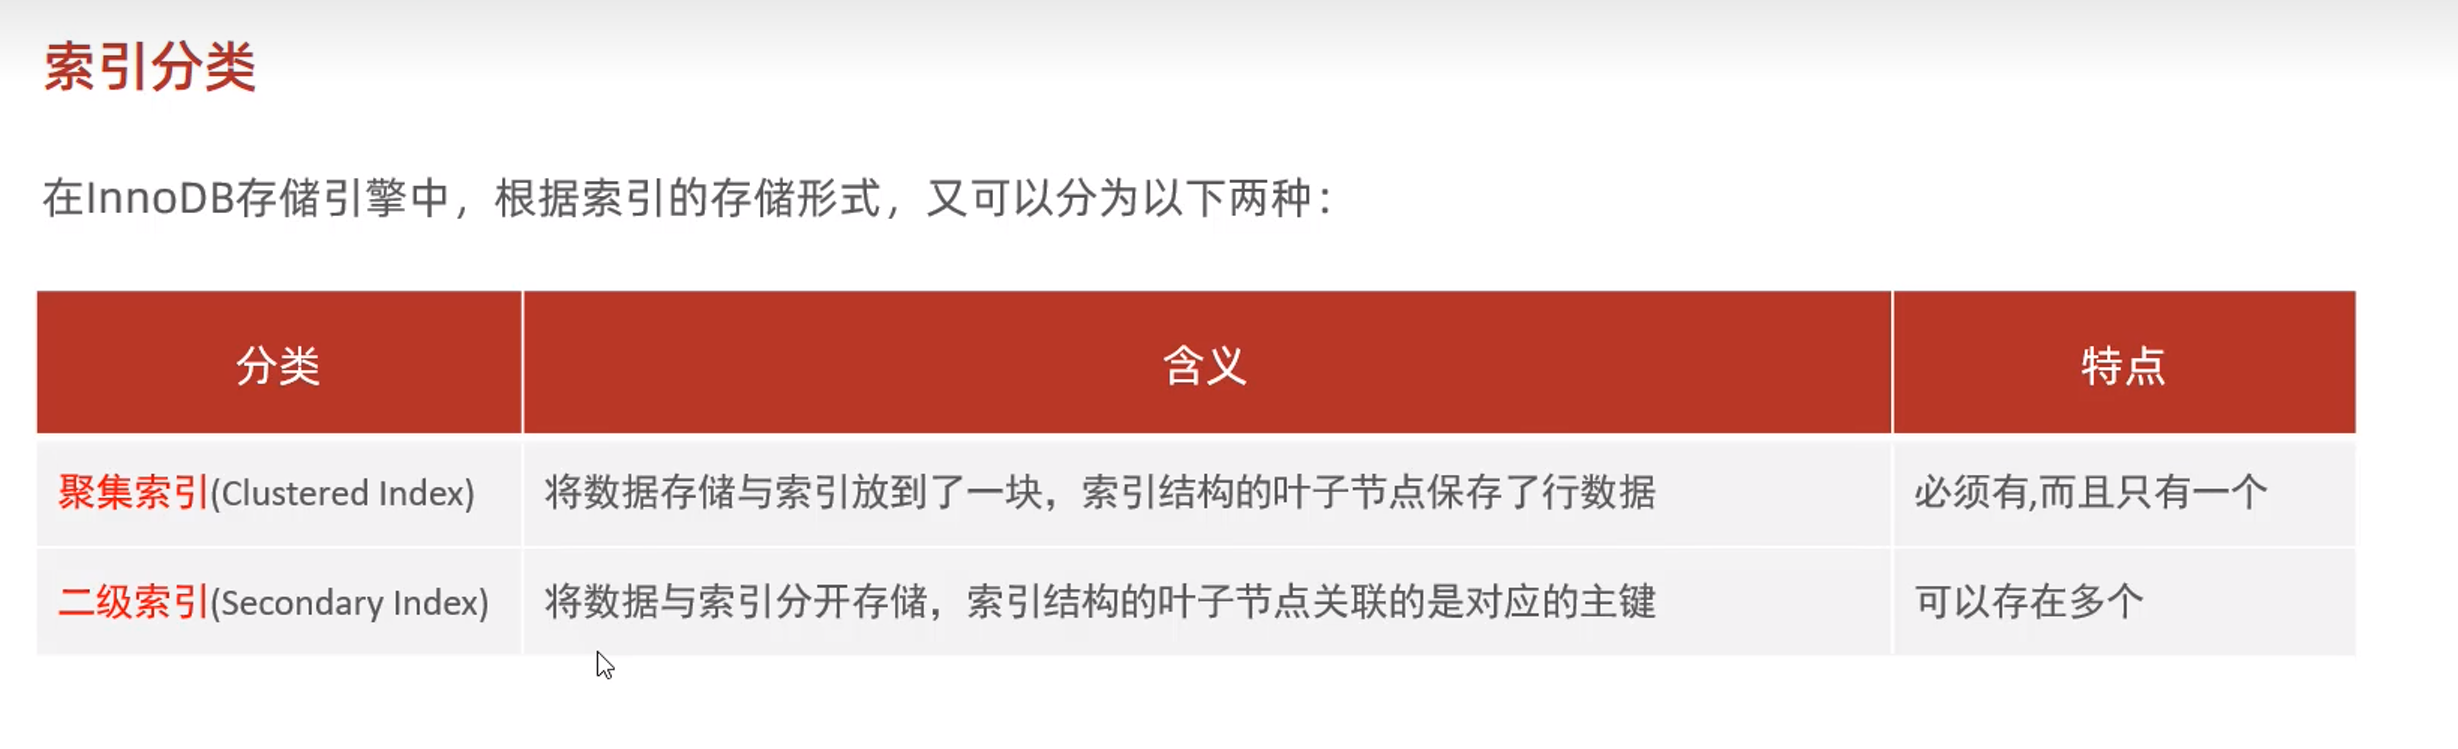 索引分类
在InnoDB存储引擎中，根据索引的存储形式，又可以分为以下两种：
分类 含义 特点
聚集索引(Clustered Index) 将数据存储与索引放到了一块，索引结构的叶子节点保存了行数据 必须有,而且只有一个
二级索引(Secondary Index) 将数据与索引分开存储，索引结构的叶子节点关联的是对应的主键 可以存在多个